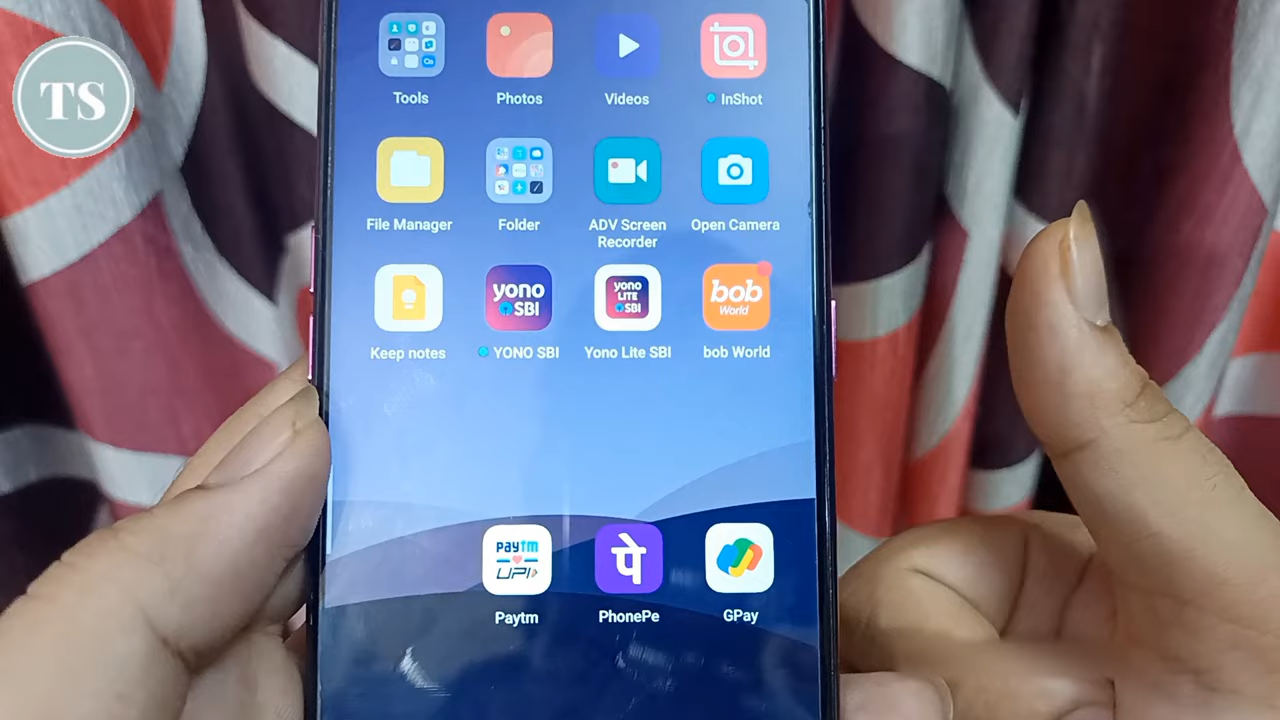 TS
Tools
Photos
Videos
InShot
File Manager
Folder
ADV Screen
Recorder
Open Camera
yono
SBI
yono
LITE
SBI
bob
World
Keep notes
YONO SBI
Yono Lite SBI
bob World
paytm
UPI
पे
Paytm
PhonePe
GPay